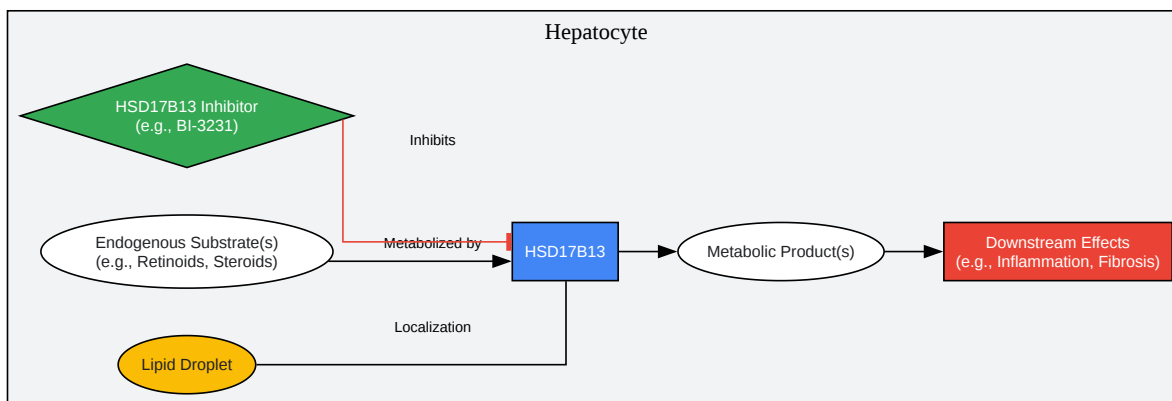 Hepatocyte
HSD17B13 Inhibitor
(e.g., BI-3231)
Inhibits
Endogenous Substrate(s)
(e.g., Retinoids, Steroids)
Metabolized by
HSD17B13
Metabolic Product(s)
Downstream Effects
(e.g., Inflammation, Fibrosis)
Localization
Lipid Droplet